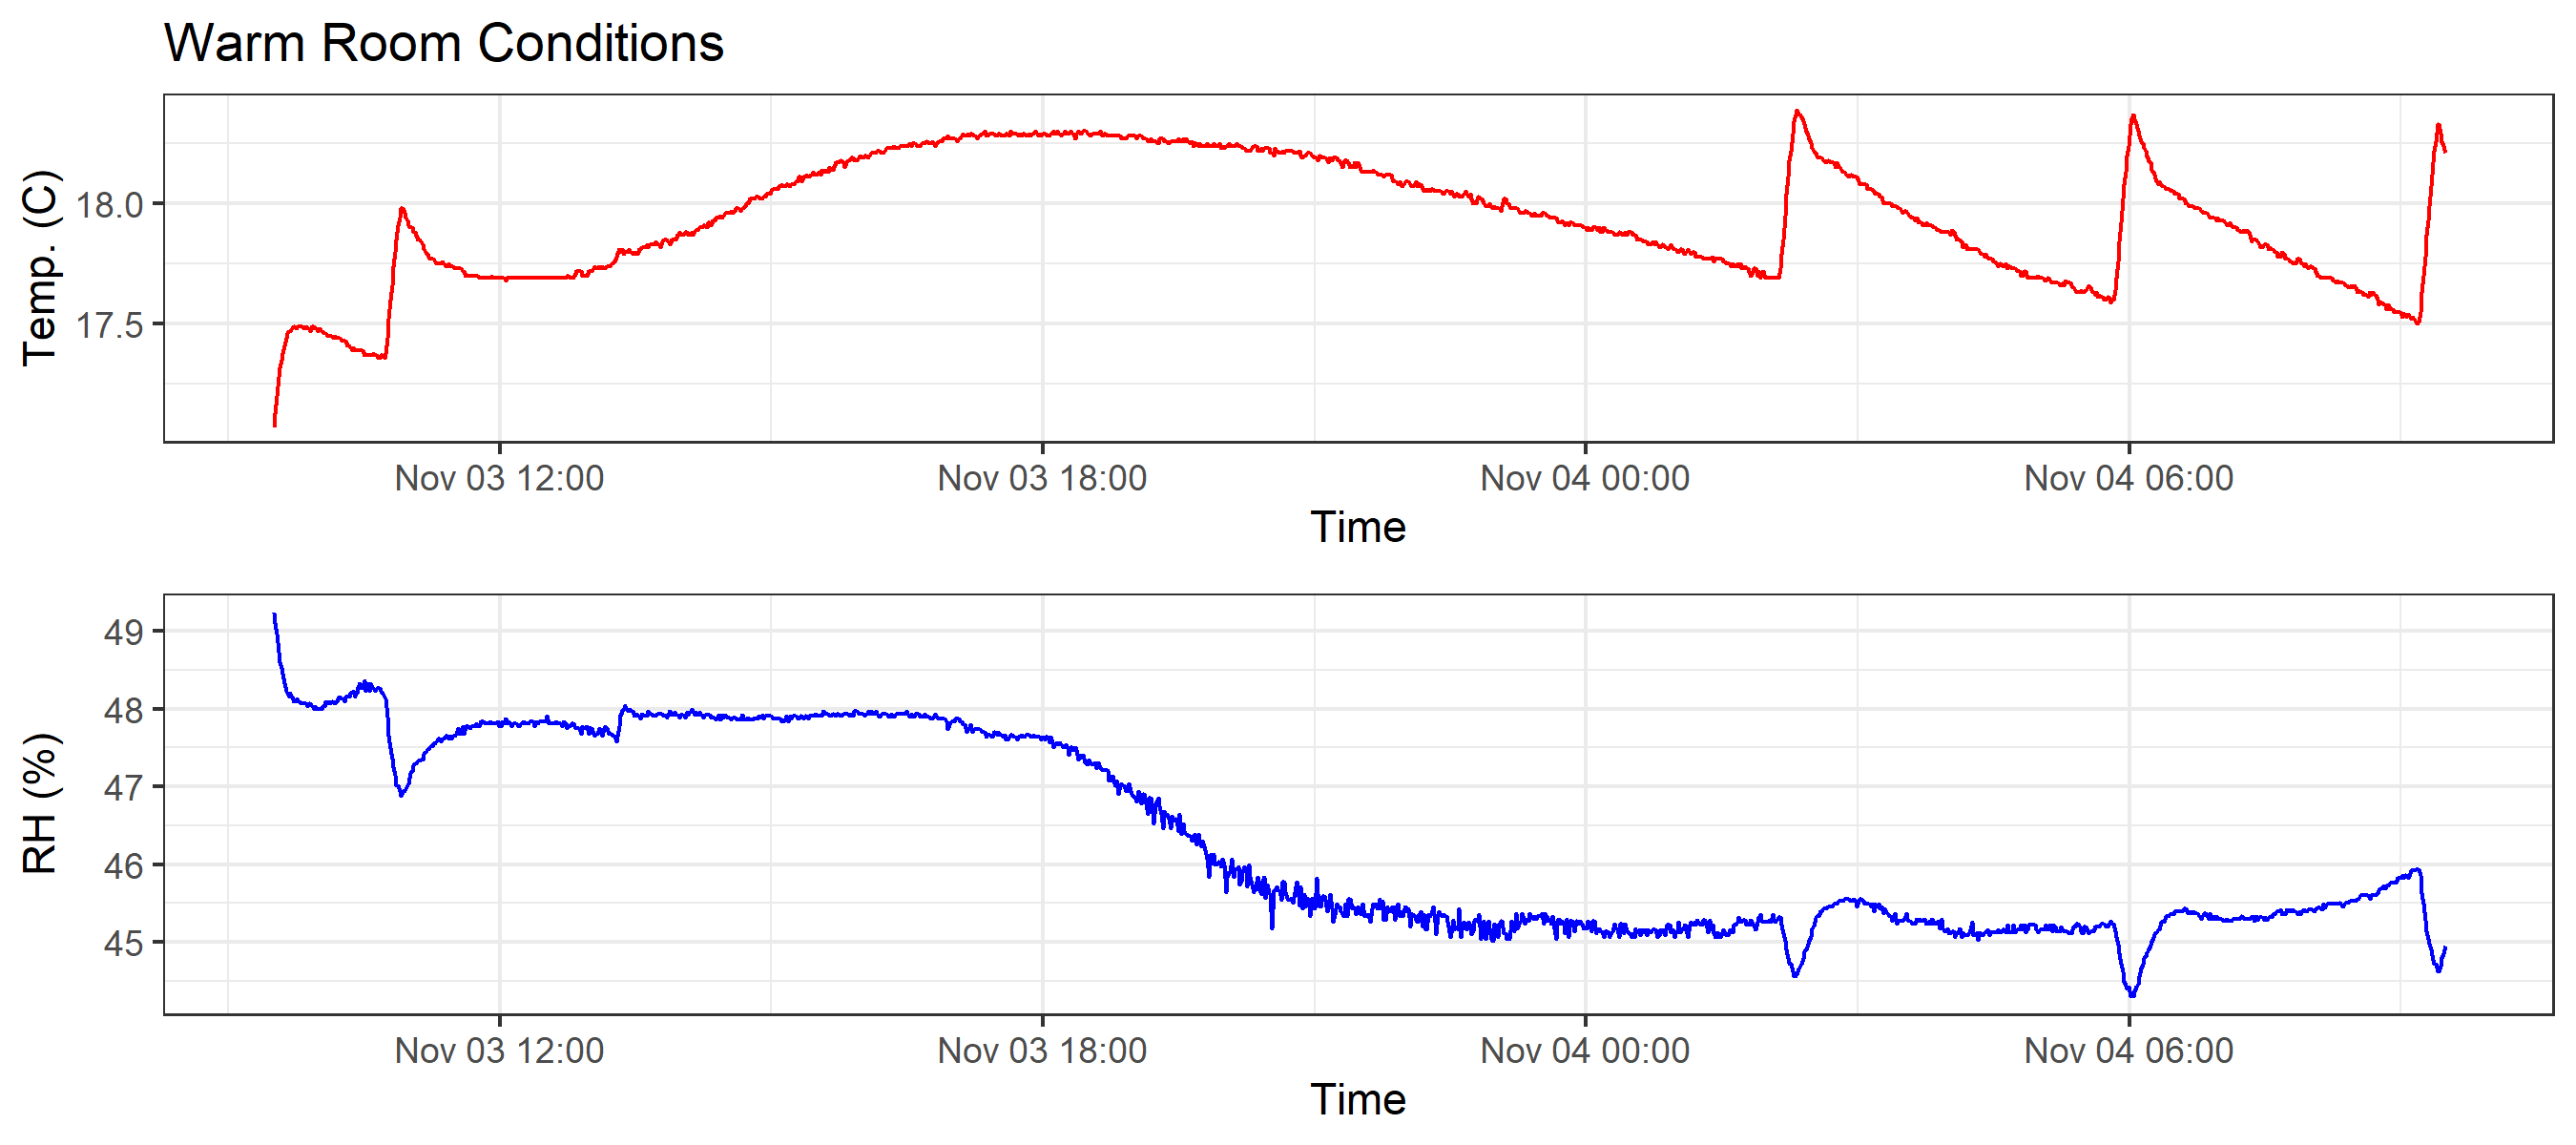 Warm Room Conditions
Temp. (C)
18.0
17.5
Nov 03 12:00 Nov 03 18:00 Nov 04 00:00 Nov 04 06:00
Time
RH (%)
49
48
47
46
45
Nov 03 12:00 Nov 03 18:00 Nov 04 00:00 Nov 04 06:00
Time